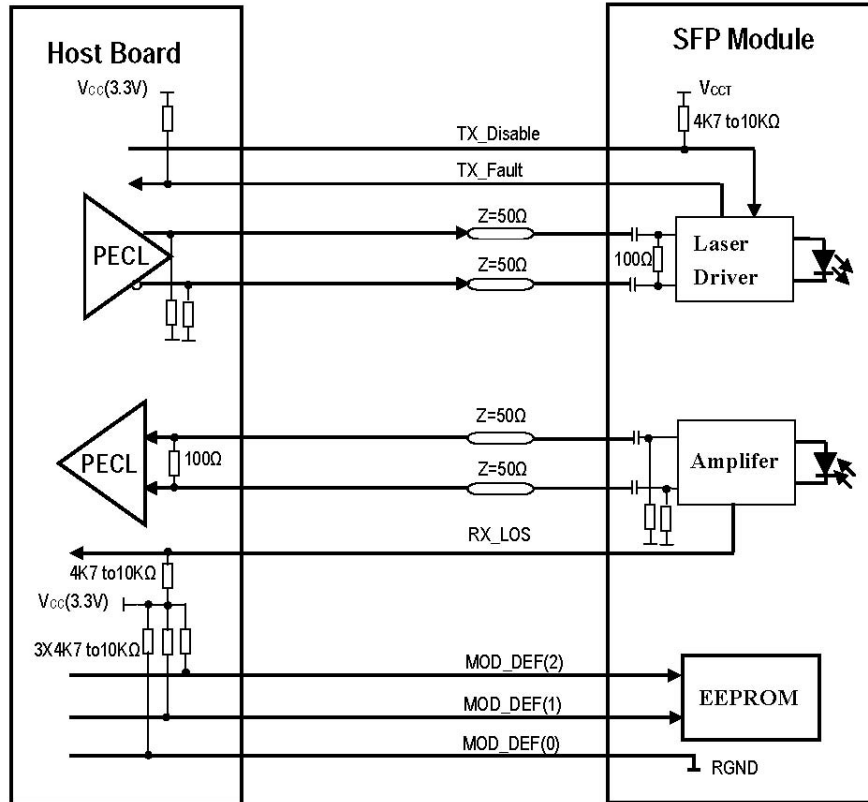 Host Board
SFP Module
VCC(3.3V)
VCCT
4K7 to10KΩ
TX_Disable
TX_Fault
Z=50Ω
PECL
100Ω
Laser
Driver
Z=50Ω
Z=50Ω
PECL
100Ω
Z=50Ω
Amplifer
RX_LOS
4K7 to10KΩ
VCC(3.3V)
3X4K7 to10KΩ
MOD_DEF(2)
MOD_DEF(1)
EEPROM
MOD_DEF(0)
RGND